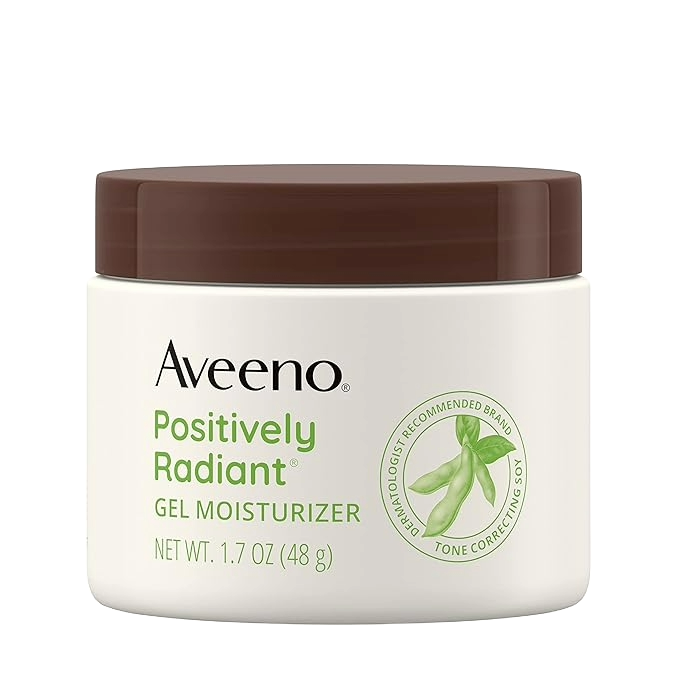 Aveeno®
Positively
Radiant®
GEL MOISTURIZER
NET WT. 1.7 OZ (48 g)
DERMATOLOGIST RECOMMENDED BRAND
TONE CORRECTING SOY